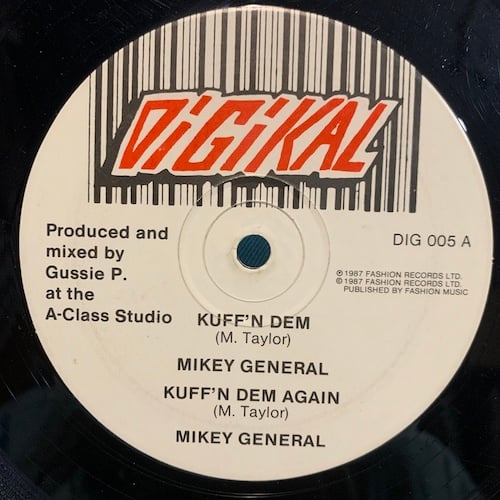 DiGiKAL
Produced and
mixed by
Gussie P.
at the
A-Class Studio
DIG 005 A
℗1987 FASHION RECORDS LTD.
©1987 FASHION RECORDS LTD.
PUBLISHED BY FASHION MUSIC
KUFF'N DEM
(M. Taylor)
MIKEY GENERAL
KUFF'N DEM AGAIN
(M. Taylor)
MIKEY GENERAL